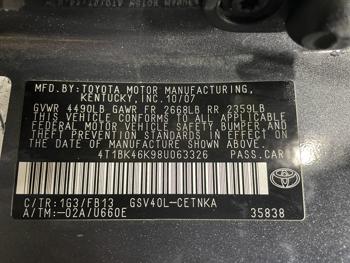 MFD.BY:TOYOTA MOTOR MANUFACTURING,
KENTUCKY, INC. 10/07
GVWR 4490LB GAWR FR 2668LB RR 2359LB
THIS VEHICLE CONFORMS TO ALL APPLICABLE
FEDERAL MOTOR VEHICLE SAFETY, BUMPER, AND
THEFT PREVENTION STANDARDS IN EFFECT ON
THE DATE OF MANUFACTURE SHOWN ABOVE.
4T1BK46K98U063326 PASS.CAR
C/TR:1G3/FB13 GSV40L-CETNKA
A/TM:-02A/U660E 35838